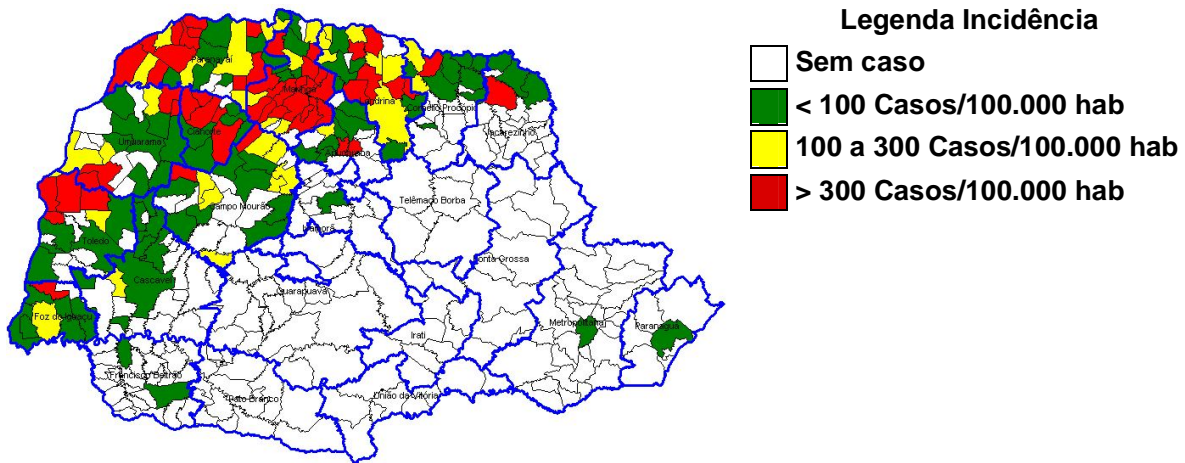 Legenda Incidência
Sem caso
< 100 Casos/100.000 hab
100 a 300 Casos/100.000 hab
> 300 Casos/100.000 hab
Paranavaí
Maringá
Londrina
Cornélio Procópio
Jacarezinho
Cianorte
Umuarama
Apucarana
Campo Mourão
Telêmaco Borba
Ivaiporã
Toledo
Ponta Grossa
Cascavel
Guarapuava
Foz do Iguaçu
Metropolitana
Paranaguá
Irati
Francisco Beltrão
Pato Branco
União da Vitória